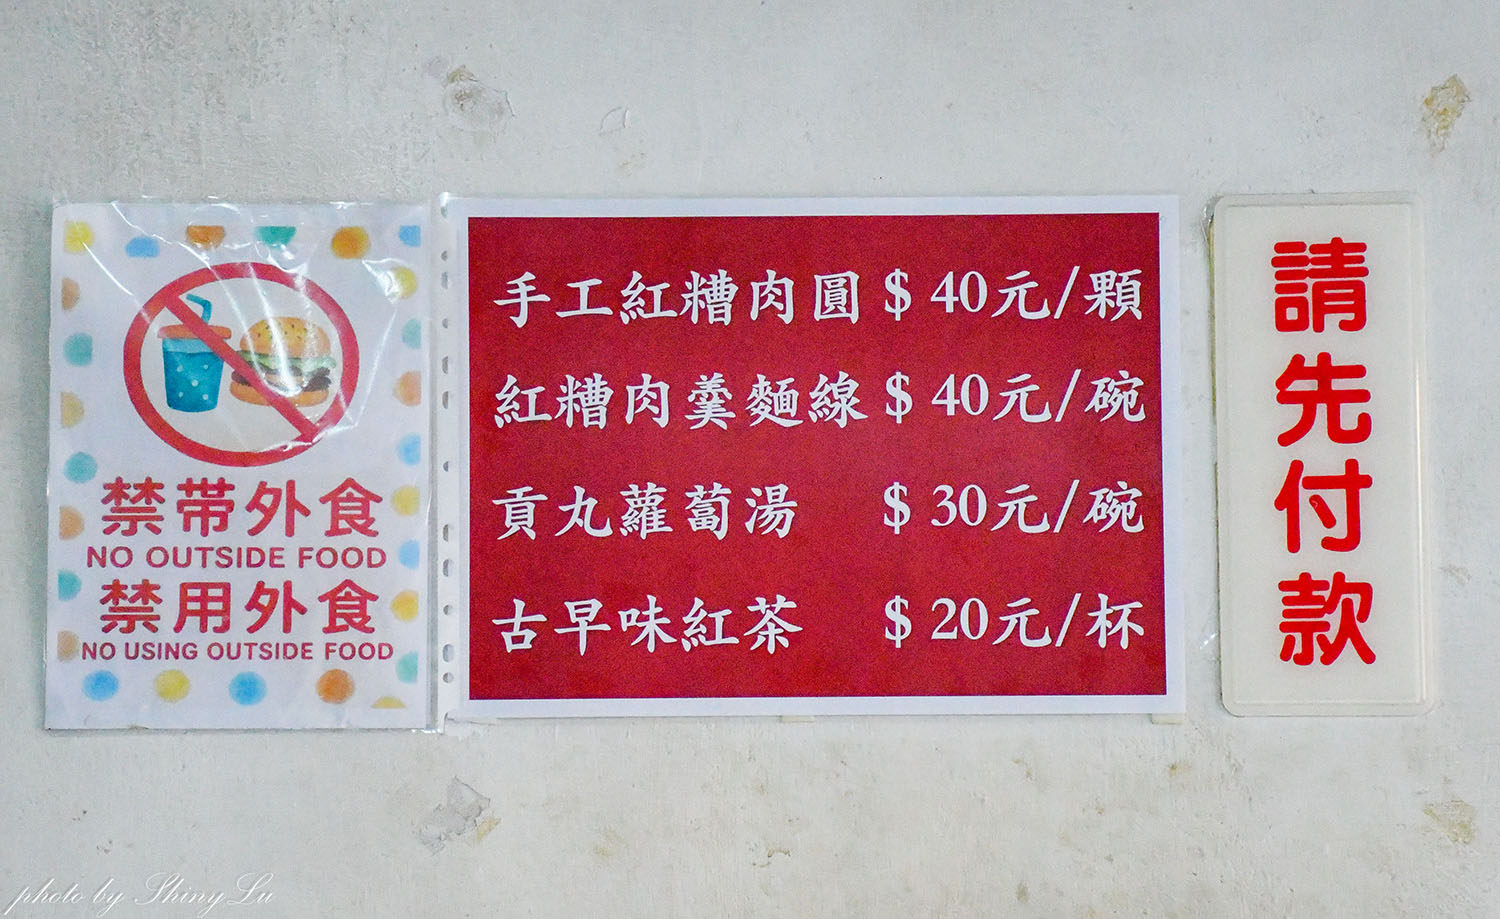 禁帶外食
NO OUTSIDE FOOD
禁用外食
NO USING OUTSIDE FOOD
手工紅糟肉圓 $ 40元/顆
紅糟肉羹麵線 $ 40元/碗
貢丸蘿蔔湯 $ 30元/碗
古早味紅茶 $ 20元/杯
請先付款
photo by Shiny Lu